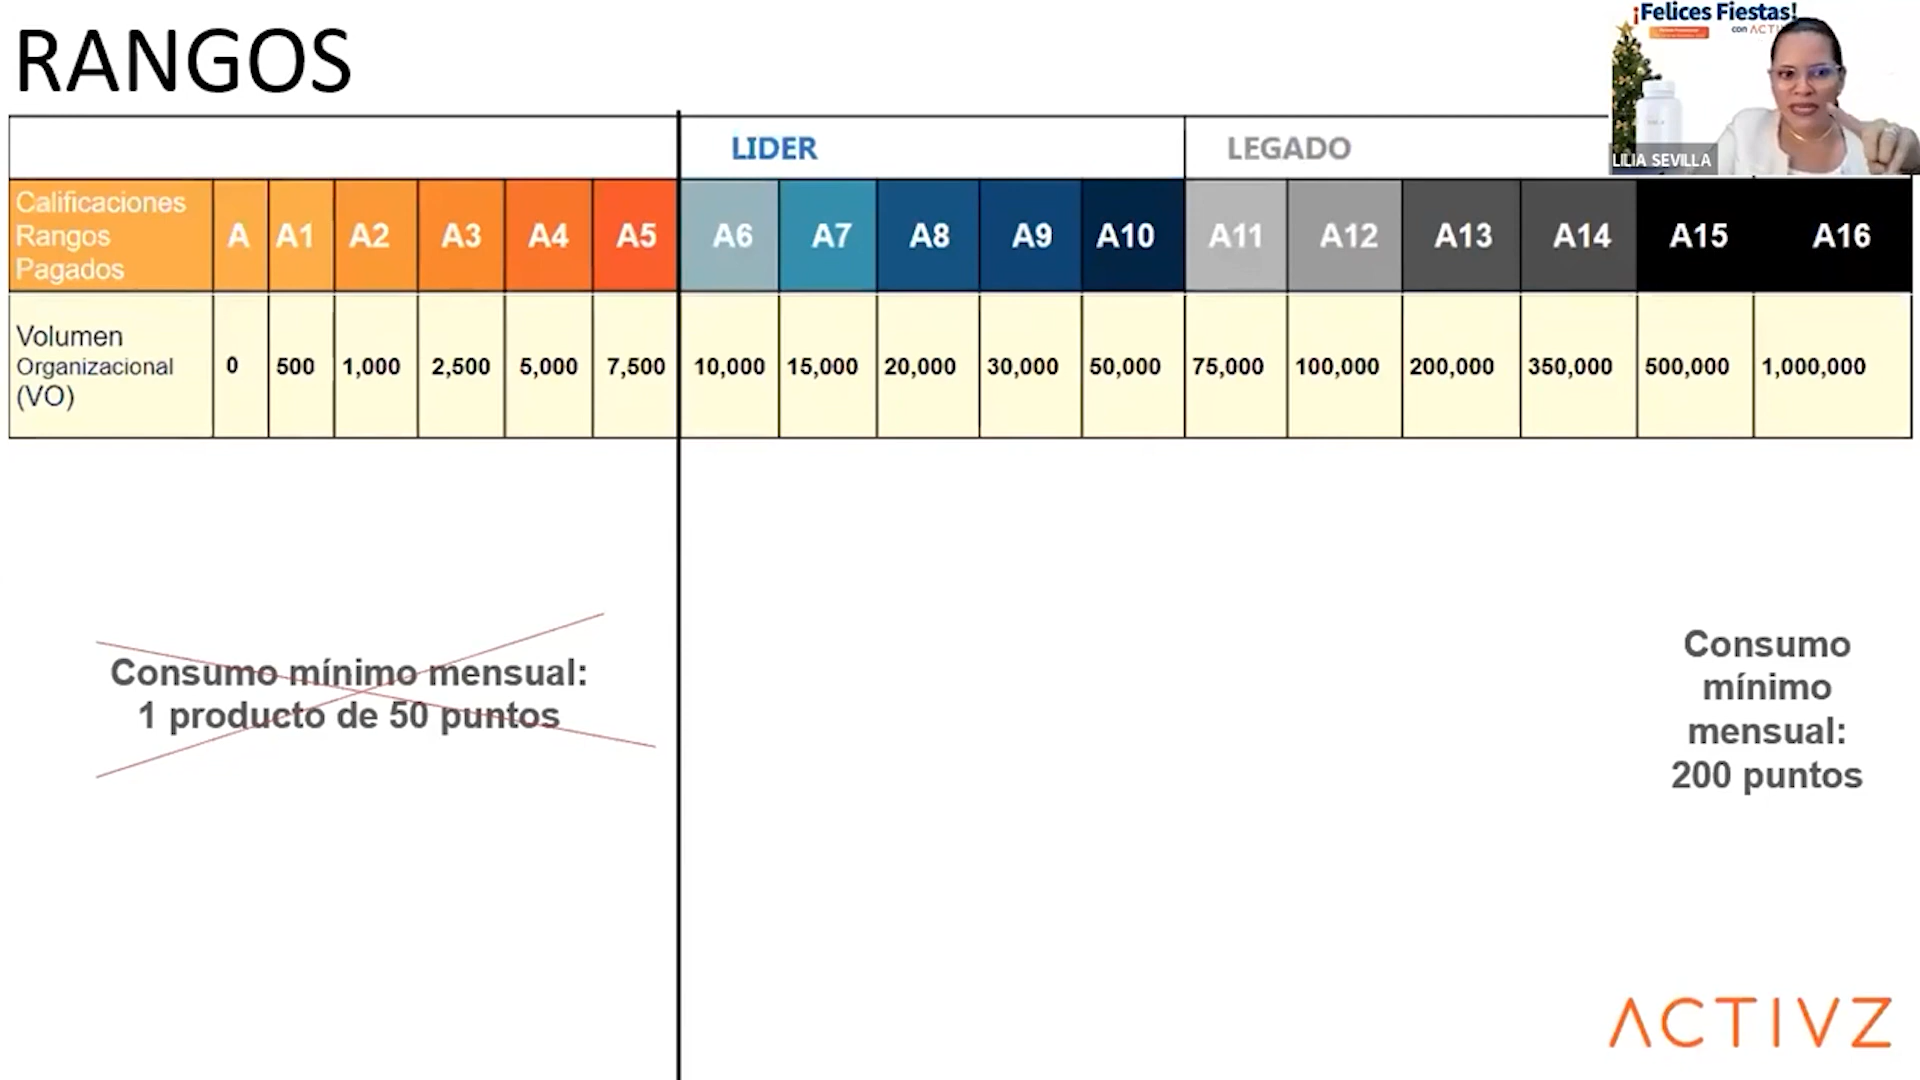 RANGOS
¡Felices Fiestas!
con ACTI
LILIA SEVILLA
LIDER LEGADO
Calificaciones
Rangos
Pagados
A A1 A2 A3 A4 A5 A6 A7 A8 A9 A10 A11 A12 A13 A14 A15 A16
Volumen
Organizacional
(VO)
0 500 1,000 2,500 5,000 7,500 10,000 15,000 20,000 30,000 50,000 75,000 100,000 200,000 350,000 500,000 1,000,000
Consumo mínimo mensual:
1 producto de 50 puntos
Consumo
mínimo
mensual:
200 puntos
ACTIVZ